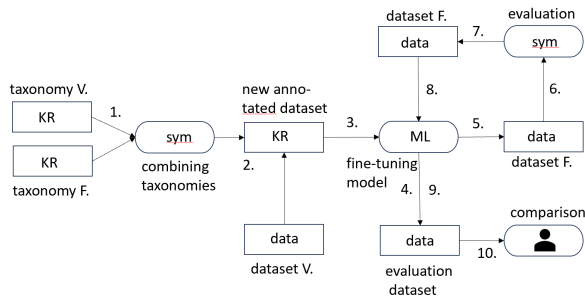 dataset F.
evaluation
data
7.
sym
taxonomy V.
KR
1.
new anno-
tated dataset
8.
6.
sym
KR
3.
ML
5.
data
KR
taxonomy F.
combining
taxonomies
2.
fine-tuning
model
4.
9.
dataset F.
comparison
data
dataset V.
data
evaluation
dataset
10.